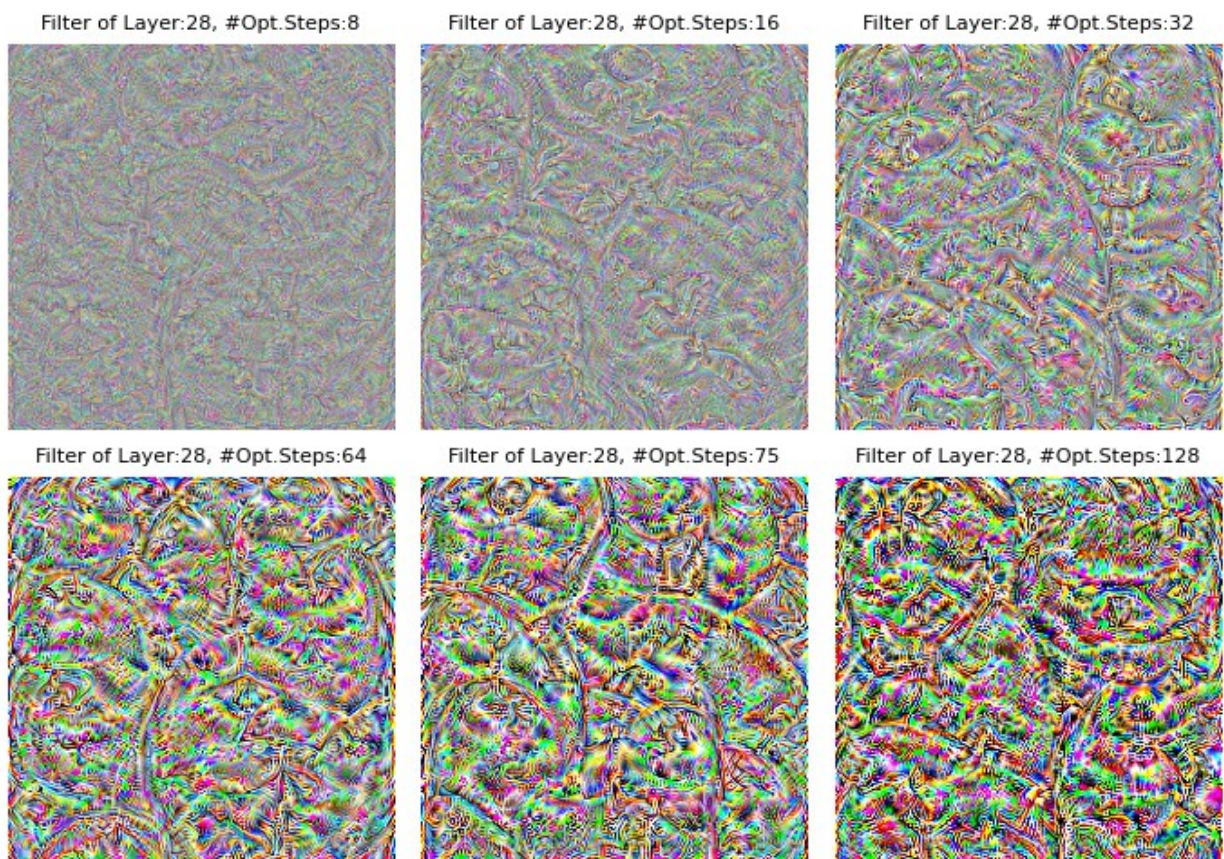 Filter of Layer:28, #Opt.Steps:8
Filter of Layer:28, #Opt.Steps:16
Filter of Layer:28, #Opt.Steps:32
Filter of Layer:28, #Opt.Steps:64
Filter of Layer:28, #Opt.Steps:75
Filter of Layer:28, #Opt.Steps:128